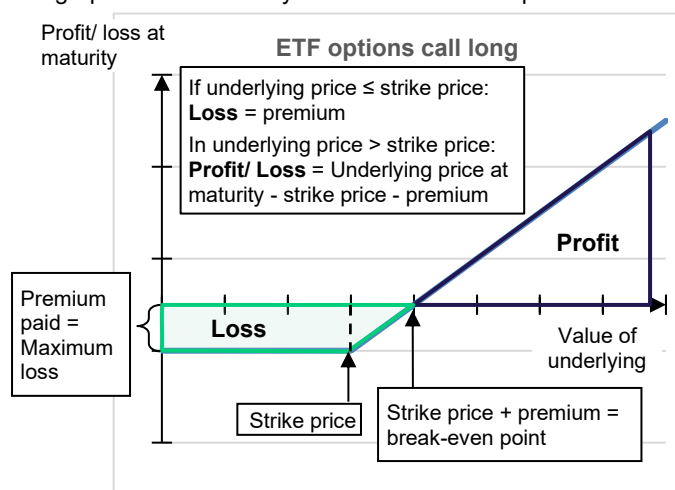 Profit/ loss at
maturity
ETF options call long
If underlying price ≤ strike price:
Loss = premium
In underlying price > strike price:
Profit/ Loss = Underlying price at
maturity - strike price - premium
Profit
Premium
paid =
Maximum
loss
Loss
Value of
underlying
Strike price
Strike price + premium =
break-even point